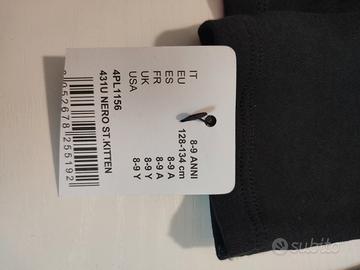 IT 8-9 ANNI
EU 128-134 cm
ES 8-9 A
FR 8-9 A
UK 8-9 Y
USA 8-9 Y
4PL1156
431U NERO ST.KITTEN
8052678255192
subito